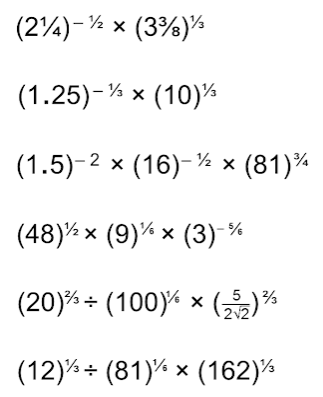 (2¼)⁻ ½ × (3⅜)⅓
(1.25)⁻ ⅓ × (10)⅓
(1.5)⁻ 2 × (16)⁻ ½ × (81)¾
(48)½ × (9)⅙ × (3)⁻ ⅚
(20)⅔ ÷ (100)⅙ × (5/2√2)⅔
(12)⅓ ÷ (81)⅙ × (162)⅓